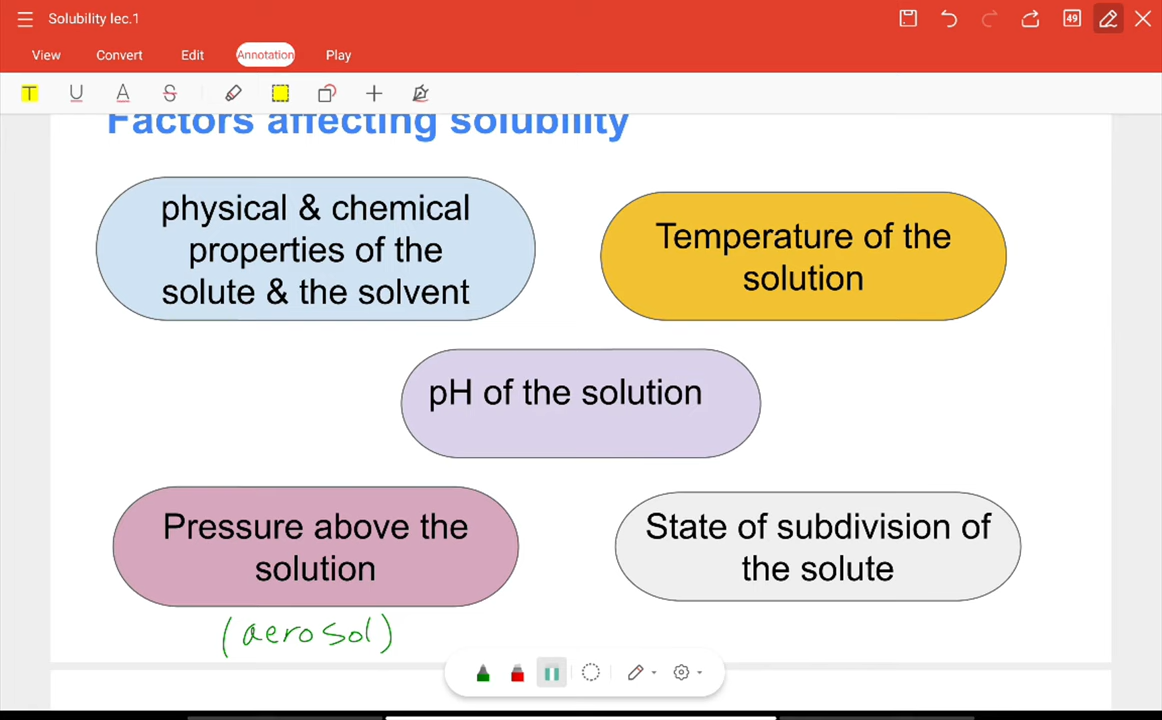 Solubility lec.1
49
View Convert Edit Annotation Play
T U A S
Factors affecting solubility
physical & chemical
properties of the
solute & the solvent
Temperature of the
solution
pH of the solution
Pressure above the
solution
State of subdivision of
the solute
(aerosol)